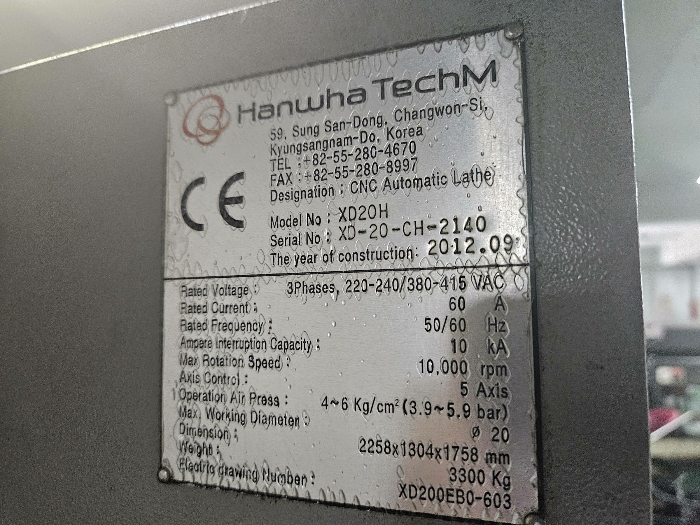 Hanwha TechM
59, Sung San-Dong, Changwon-Si,
Kyungsangnam-Do, Korea
TEL : +82-55-280-4670
FAX : +82-55-280-8997
Designation : CNC Automatic Lathe
CE
Model No : XD20H
Serial No : XD-20-CH-2140
The year of construction: 2012.09
Rated Voltage : 3Phases, 220-240/380-415 VAC
Rated Current : 60 A
Rated Frequency : 50/60 Hz
Ampere Interruption Capacity : 10 kA
Max Rotation Speed : 10,000 rpm
Axis Control : 5 Axis
Operation Air Press : 4~6 Kg/cm² (3.9~5.9 bar)
Max. Working Diameter : ø 20
Dimension : 2258x1304x1758 mm
Weight : 3300 Kg
Electric drawing Number : XD200EB0-603